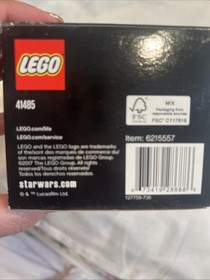 LEGO
41485
LEGO.com/life
LEGO.com/service
LEGO and the LEGO logo are trademarks
of the/sont des marques de commerce du/
son marcas registradas de LEGO Group.
©2017 The LEGO Group. All rights
reserved/Tous droits réservés/
Todos los derechos reservados.
starwars.com
© & ™ Lucasfilm Ltd.
FSC
MIX
Packaging from
responsible sources
Item: 6215557